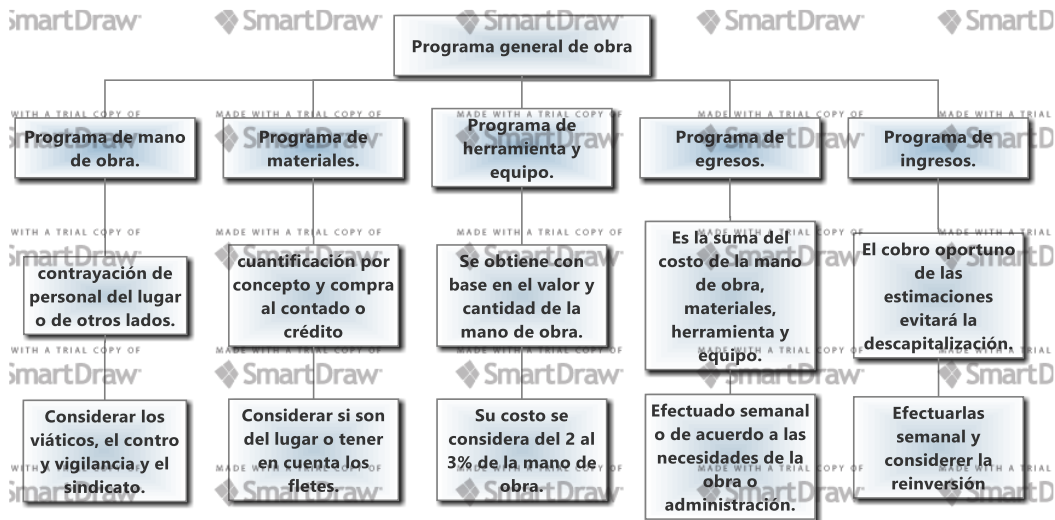 Programa general de obra
Programa de mano
de obra.
Programa de
materiales.
Programa de
herramienta y
equipo.
Programa de
egresos.
Programa de
ingresos.
contrayación de
personal del lugar
o de otros lados.
cuantificación por
concepto y compra
al contado o
crédito
Se obtiene con
base en el valor y
cantidad de la
mano de obra.
Es la suma del
costo de la mano
de obra,
materiales,
herramienta y
equipo.
El cobro oportuno
de las
estimaciones
evitará la
descapitalización.
Considerar los
viáticos, el contro
y vigilancia y el
sindicato.
Considerar si son
del lugar o tener
en cuenta los
fletes.
Su costo se
considera del 2 al
3% de la mano de
obra.
Efectuado semanal
o de acuerdo a las
necesidades de la
obra o
administración.
Efectuarlas
semanal y
considerer la
reinversión
SmartDraw
MADE WITH A TRIAL COPY OF
SmartDraw